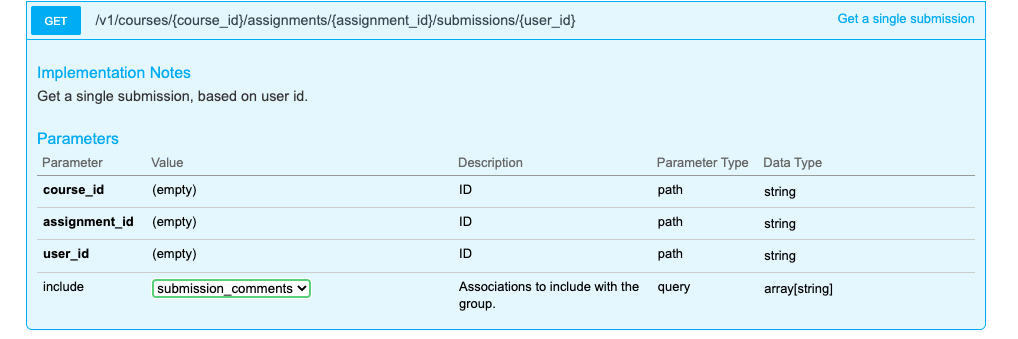 GET /v1/courses/{course_id}/assignments/{assignment_id}/submissions/{user_id} Get a single submission
Implementation Notes
Get a single submission, based on user id.
Parameters
Parameter Value Description Parameter Type Data Type
course_id (empty) ID path string
assignment_id (empty) ID path string
user_id (empty) ID path string
include submission_comments Associations to include with the query array[string]
group.